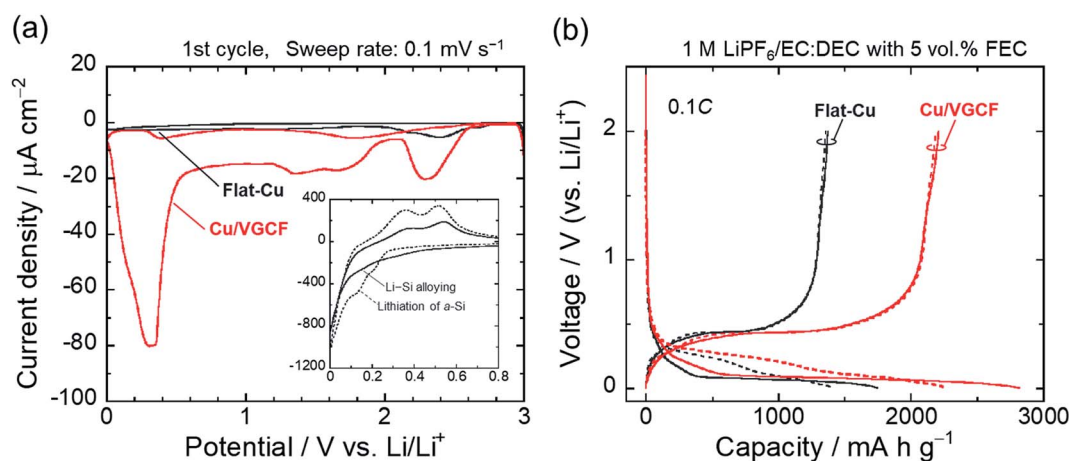 (a)
1st cycle, Sweep rate: 0.1 mV s⁻¹
20
0
-20
-40
-60
-80
-100
Current density / μA cm⁻²
Flat-Cu
Cu/VGCF
400
0
-400
-800
-1200
Li−Si alloying
Lithiation of a-Si
0 0.2 0.4 0.6 0.8
0 1 2 3
Potential / V vs. Li/Li⁺
(b)
1 M LiPF₆/EC:DEC with 5 vol.% FEC
0.1C
Flat-Cu
Cu/VGCF
2
1
0
Voltage / V (vs. Li/Li⁺)
0 1000 2000 3000
Capacity / mA h g⁻¹